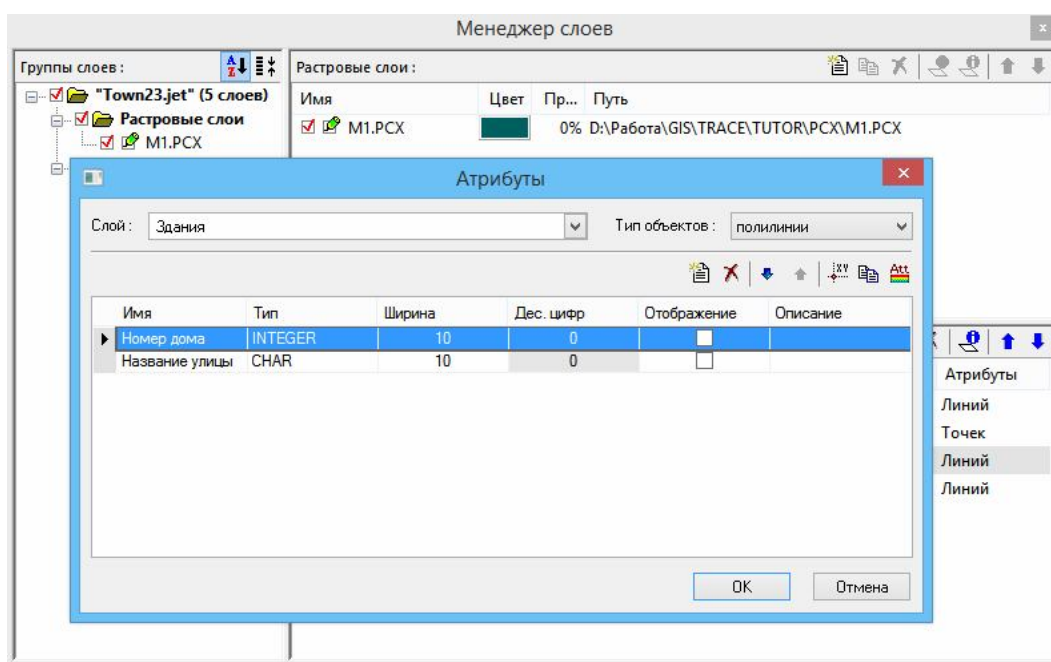 Менеджер слоев
Группы слоев :
Растровые слои :
"Town23.jet" (5 слоев)
Растровые слои
M1.PCX
Имя Цвет Пр... Путь
M1.PCX 0% D:\Работа\GIS\TRACE\TUTOR\PCX\M1.PCX
Атрибуты
Слой : Здания Тип объектов : полилинии
Att
Имя Тип Ширина Дес. цифр Отображение Описание
Номер дома INTEGER 10 0
Название улицы CHAR 10 0
OK Отмена
Атрибуты
Линий
Точек
Линий
Линий